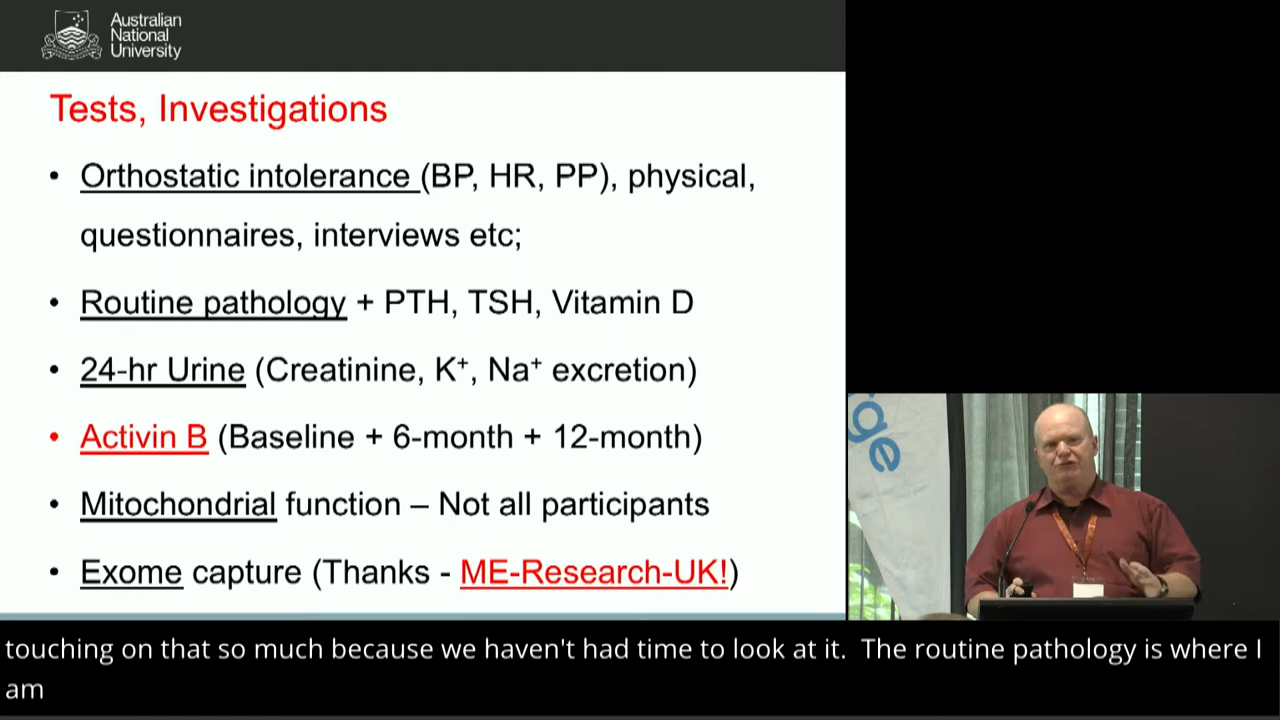 Australian
National
University
Tests, Investigations
• Orthostatic intolerance (BP, HR, PP), physical,
questionnaires, interviews etc;
• Routine pathology + PTH, TSH, Vitamin D
• 24-hr Urine (Creatinine, K⁺, Na⁺ excretion)
• Activin B (Baseline + 6-month + 12-month)
• Mitochondrial function – Not all participants
• Exome capture (Thanks - ME-Research-UK!)
rge
touching on that so much because we haven't had time to look at it.  The routine pathology is where I
am